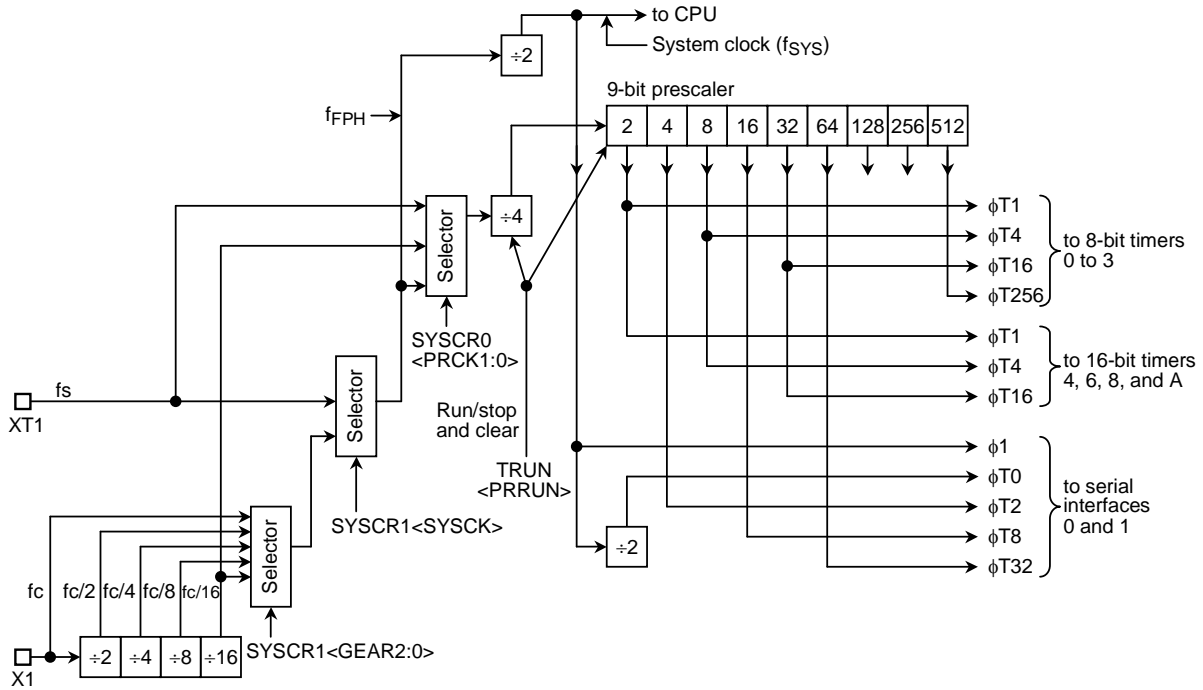 to CPU
System clock (fSYS)
÷2
9-bit prescaler
fFPH
2 4 8 16 32 64 128 256 512
÷4
Selector
ϕT1
ϕT4
ϕT16
ϕT256
to 8-bit timers
0 to 3
SYSCR0
<PRCK1:0>
ϕT1
ϕT4
ϕT16
to 16-bit timers
4, 6, 8, and A
fs
XT1
Selector
Run/stop
and clear
TRUN
<PRRUN>
ϕ1
ϕT0
ϕT2
ϕT8
ϕT32
to serial
interfaces
0 and 1
÷2
SYSCR1<SYSCK>
Selector
fc
fc/2
fc/4
fc/8
fc/16
SYSCR1<GEAR2:0>
X1
÷2 ÷4 ÷8 ÷16